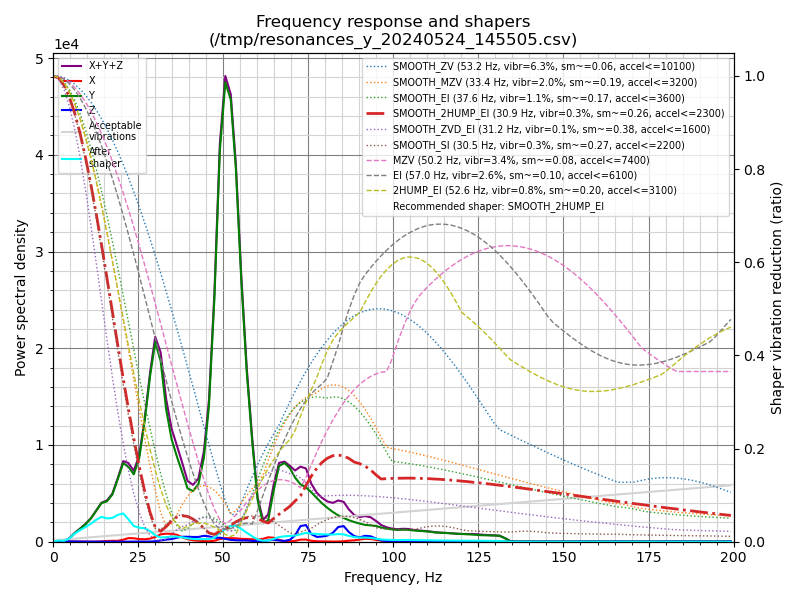 Frequency response and shapers
(/tmp/resonances_y_20240524_145505.csv)
1e4
X+Y+Z
X
Y
Z
Acceptable
vibrations
After
shaper
SMOOTH_ZV (53.2 Hz, vibr=6.3%, sm~=0.06, accel<=10100)
SMOOTH_MZV (33.4 Hz, vibr=2.0%, sm~=0.19, accel<=3200)
SMOOTH_EI (37.6 Hz, vibr=1.1%, sm~=0.17, accel<=3600)
SMOOTH_2HUMP_EI (30.9 Hz, vibr=0.3%, sm~=0.26, accel<=2300)
SMOOTH_ZVD_EI (31.2 Hz, vibr=0.1%, sm~=0.38, accel<=1600)
SMOOTH_SI (30.5 Hz, vibr=0.3%, sm~=0.27, accel<=2200)
MZV (50.2 Hz, vibr=3.4%, sm~=0.08, accel<=7400)
EI (57.0 Hz, vibr=2.6%, sm~=0.10, accel<=6100)
2HUMP_EI (52.6 Hz, vibr=0.8%, sm~=0.20, accel<=3100)
Recommended shaper: SMOOTH_2HUMP_EI
Power spectral density
5
4
3
2
1
0
1.0
0.8
0.6
0.4
0.2
0.0
Shaper vibration reduction (ratio)
0 25 50 75 100 125 150 175 200
Frequency, Hz